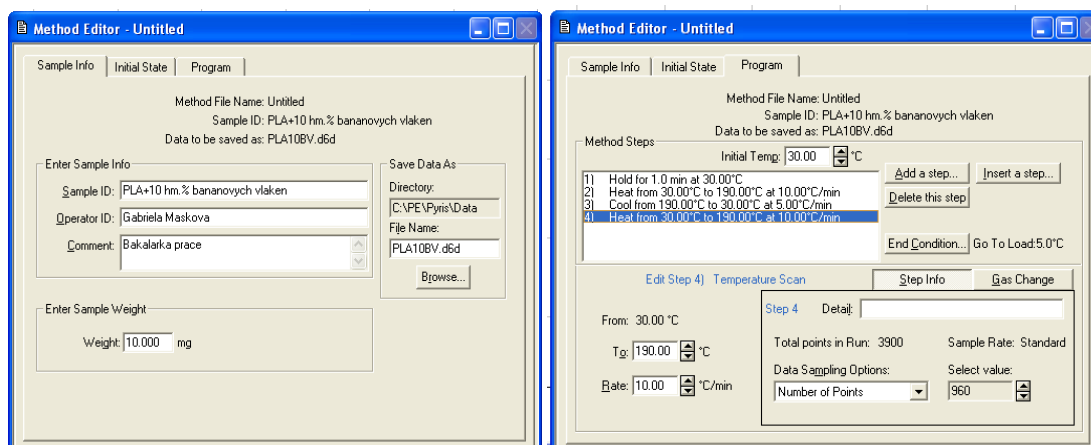 Method Editor - Untitled
Sample Info Initial State Program
Method File Name: Untitled
Sample ID: PLA+10 hm.% bananovych vlaken
Data to be saved as: PLA10BV.d6d
Enter Sample Info
Sample ID: PLA+10 hm.% bananovych vlaken
Operator ID: Gabriela Maskova
Comment: Bakalarka prace
Save Data As
Directory:
C:\PE\Pyris\Data
File Name:
PLA10BV.d6d
Browse...
Enter Sample Weight
Weight: 10.000 mg
Method Editor - Untitled
Sample Info Initial State Program
Method File Name: Untitled
Sample ID: PLA+10 hm.% bananovych vlaken
Data to be saved as: PLA10BV.d6d
Method Steps
Initial Temp: 30.00 °C
1) Hold for 1.0 min at 30.00°C
2) Heat from 30.00°C to 190.00°C at 10.00°C/min
3) Cool from 190.00°C to 30.00°C at 5.00°C/min
4) Heat from 30.00°C to 190.00°C at 10.00°C/min
Add a step... Insert a step...
Delete this step
End Condition... Go To Load:5.0°C
Edit Step 4) Temperature Scan
Step Info Gas Change
From: 30.00 °C
To: 190.00 °C
Rate: 10.00 °C/min
Step 4 Detail:
Total points in Run: 3900 Sample Rate: Standard
Data Sampling Options: Select value:
Number of Points 960